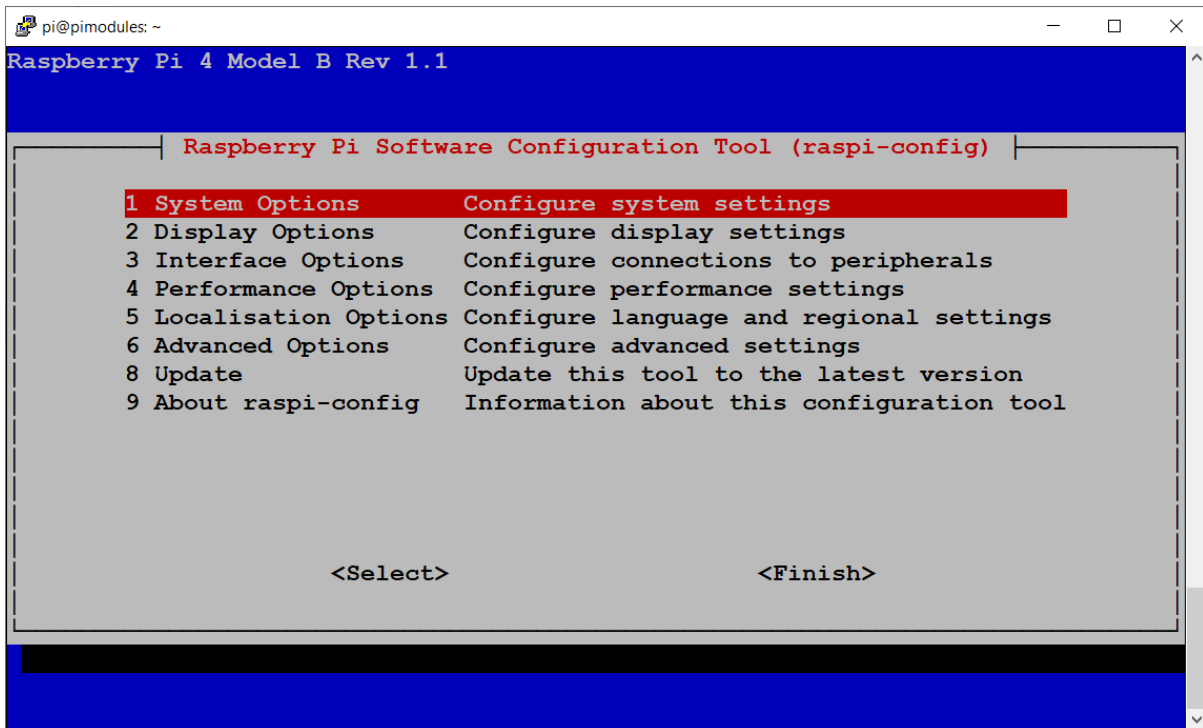 pi@pimodules: ~
Raspberry Pi 4 Model B Rev 1.1
Raspberry Pi Software Configuration Tool (raspi-config)
1 System Options Configure system settings
2 Display Options Configure display settings
3 Interface Options Configure connections to peripherals
4 Performance Options Configure performance settings
5 Localisation Options Configure language and regional settings
6 Advanced Options Configure advanced settings
8 Update Update this tool to the latest version
9 About raspi-config Information about this configuration tool
<Select> <Finish>